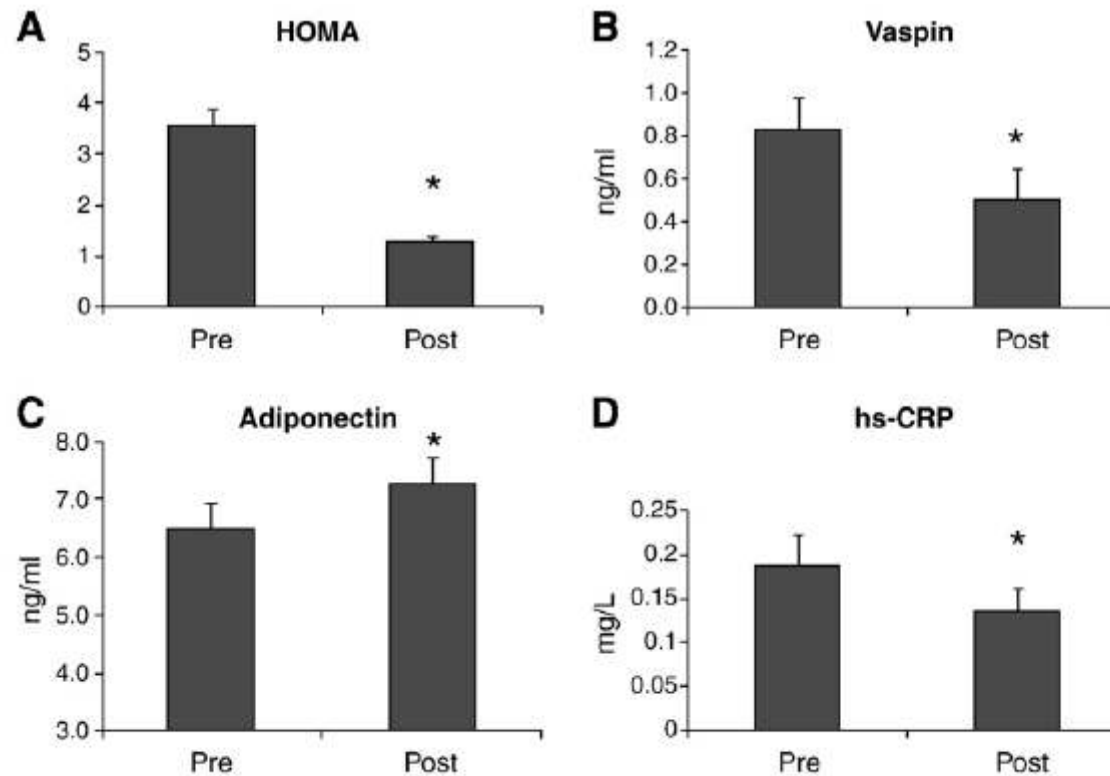 A
HOMA
5
4
3
2
1
0
*
Pre Post
B
Vaspin
ng/ml
1.2
1.0
0.8
0.6
0.4
0.2
0.0
*
Pre Post
C
Adiponectin
ng/ml
8.0
7.0
6.0
5.0
4.0
3.0
*
Pre Post
D
hs-CRP
mg/L
0.25
0.2
0.15
0.1
0.05
0
*
Pre Post